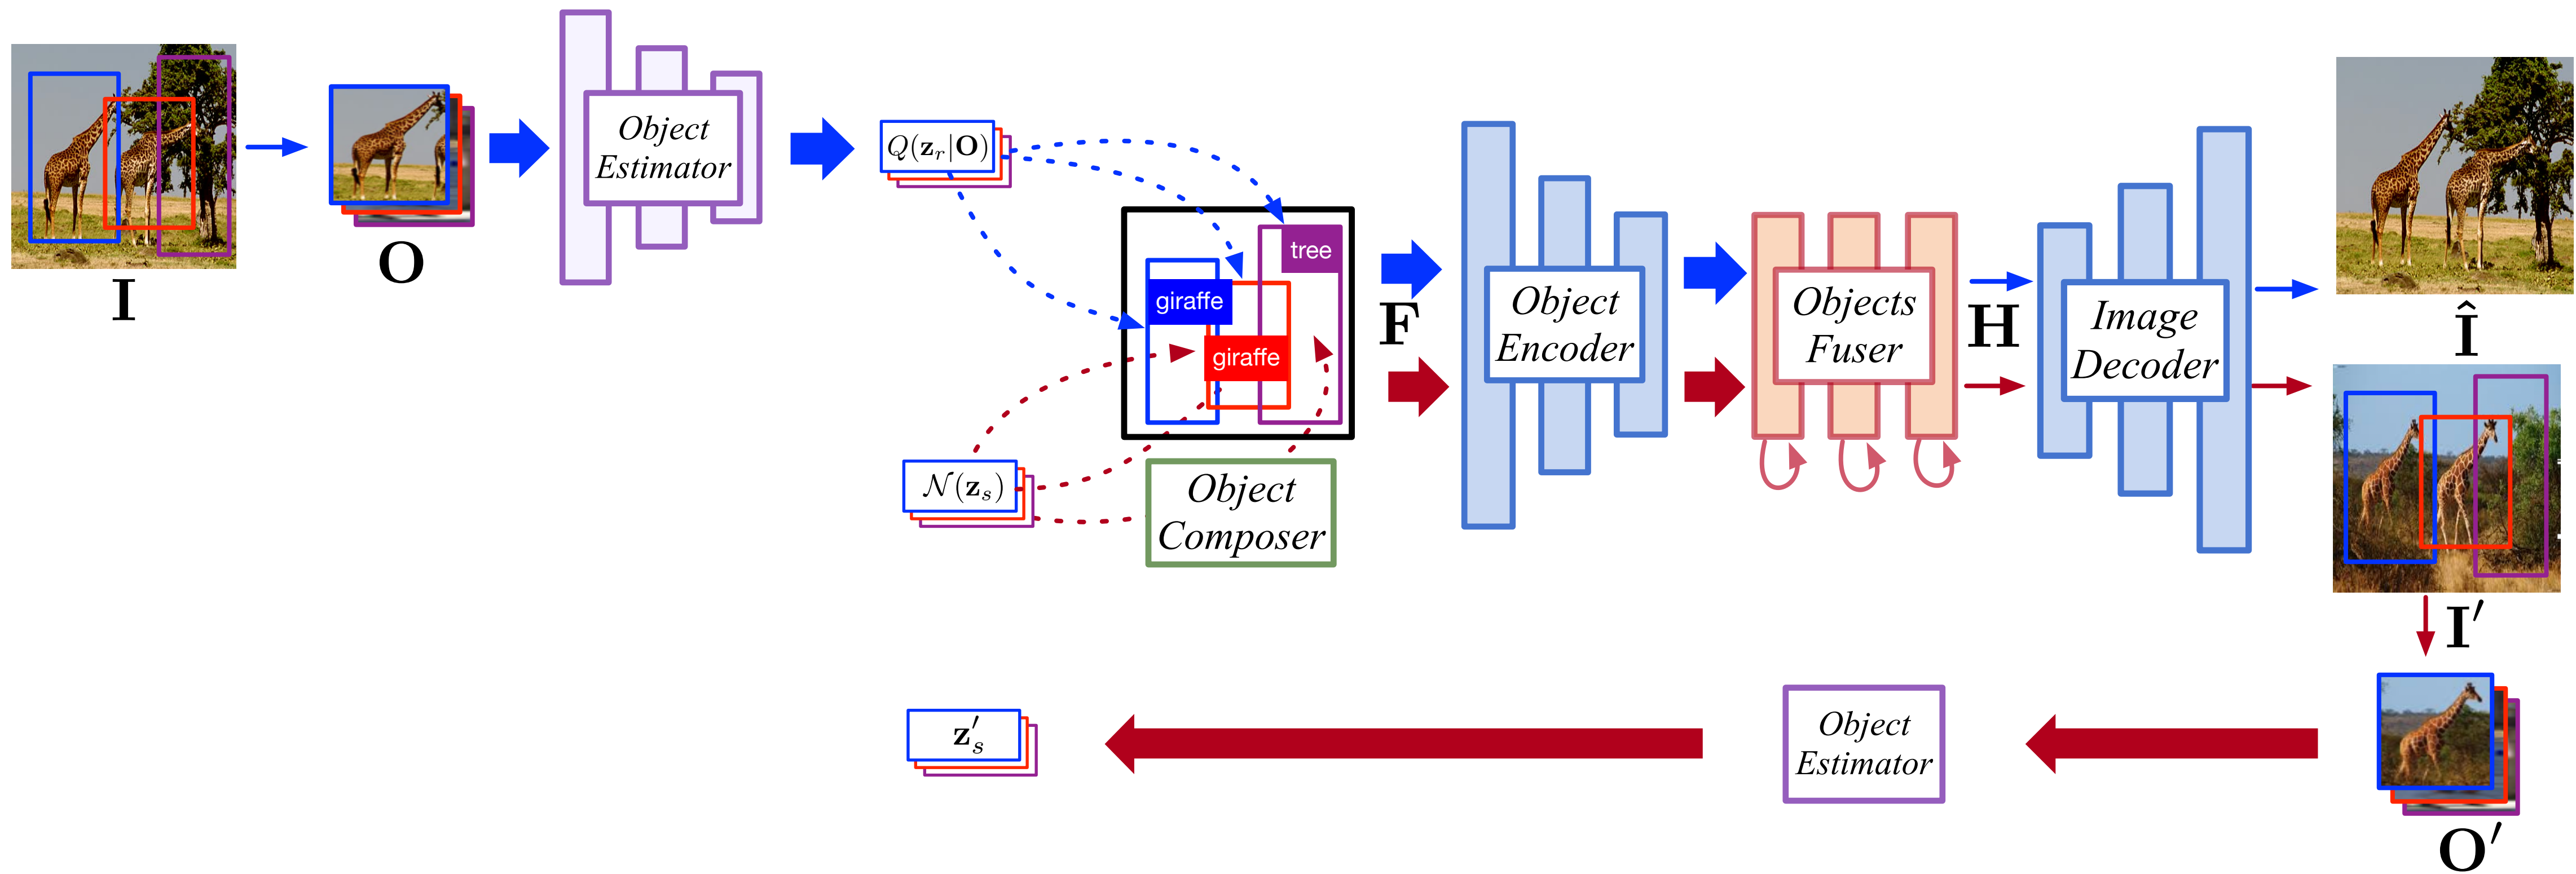 I
O
Object
Estimator
Q(z_r|O)
tree
giraffe
giraffe
N(z_s)
Object
Composer
F
Object
Encoder
Objects
Fuser
H
Image
Decoder
Î
I′
z′_s
Object
Estimator
O′